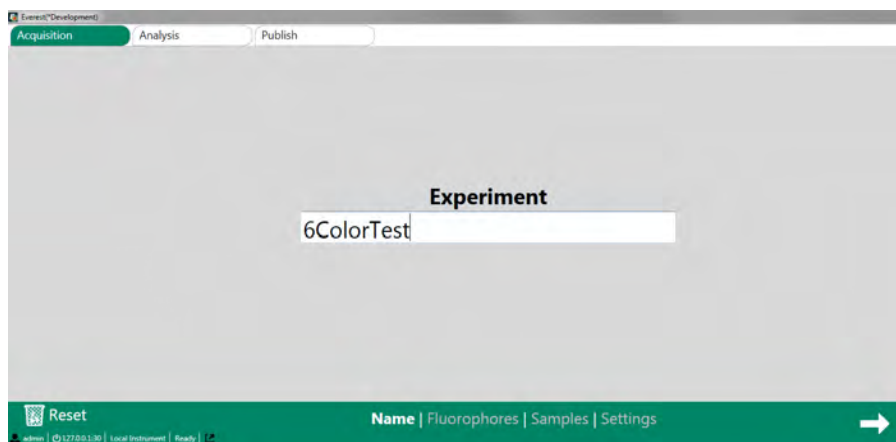 Everest(*Development)
Acquisition Analysis Publish
Experiment
6ColorTest
Reset
Name | Fluorophores | Samples | Settings
admin | 127.0.0.1:30 | Local Instrument | Ready |